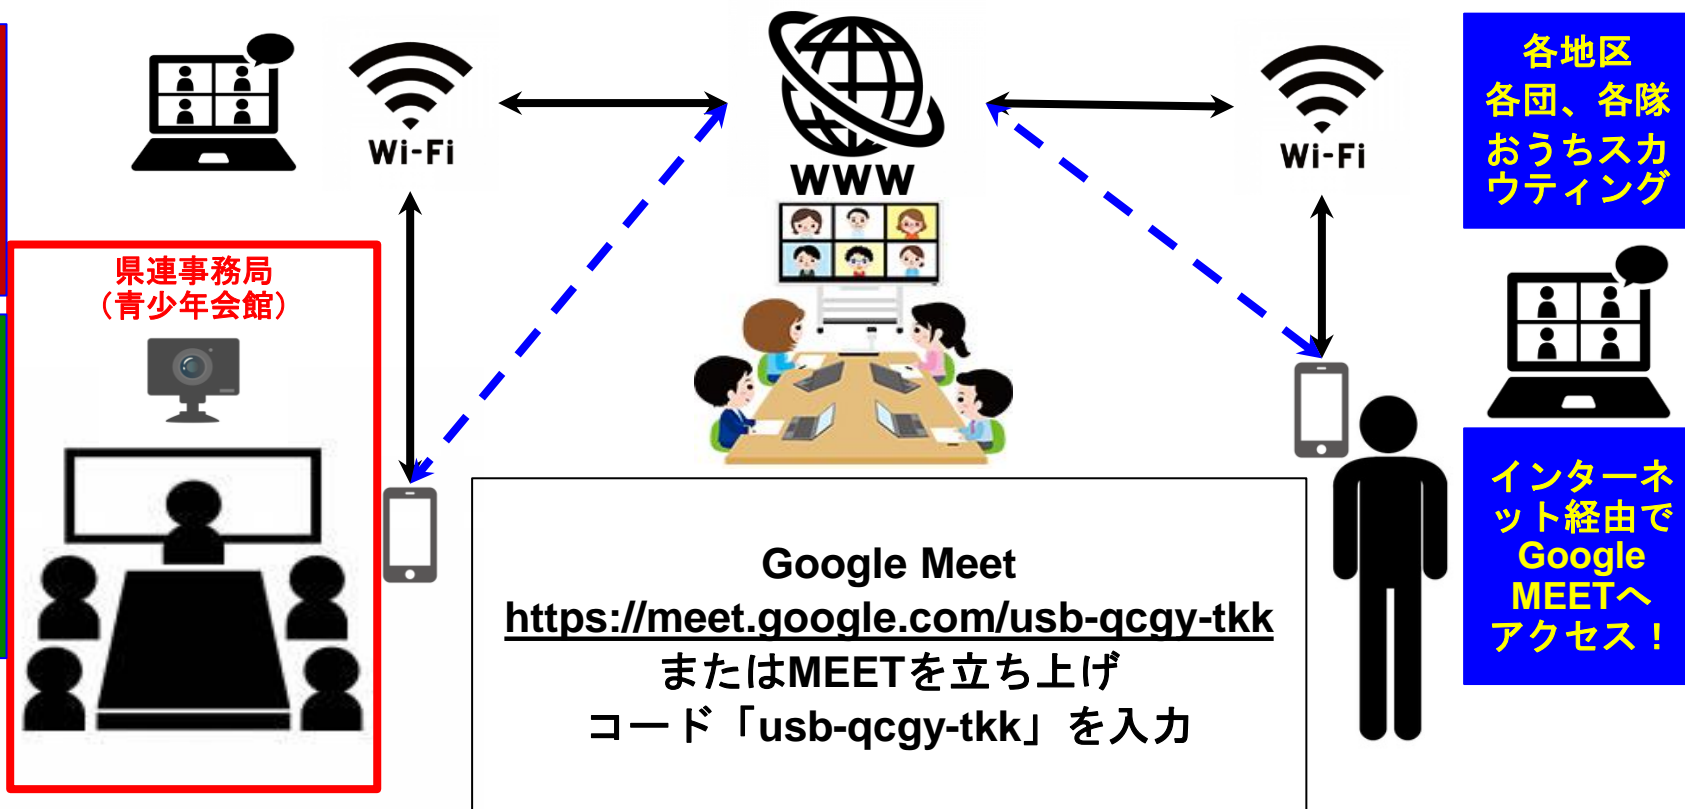 Wi-Fi
WWW
Wi-Fi
各地区
各団、各隊
おうちスカ
ウティング
県連事務局
（青少年会館）
Google Meet
https://meet.google.com/usb-qcgy-tkk
またはMEETを立ち上げ
コード「usb-qcgy-tkk」を入力
インターネ
ット経由で
Google
MEETへ
アクセス！